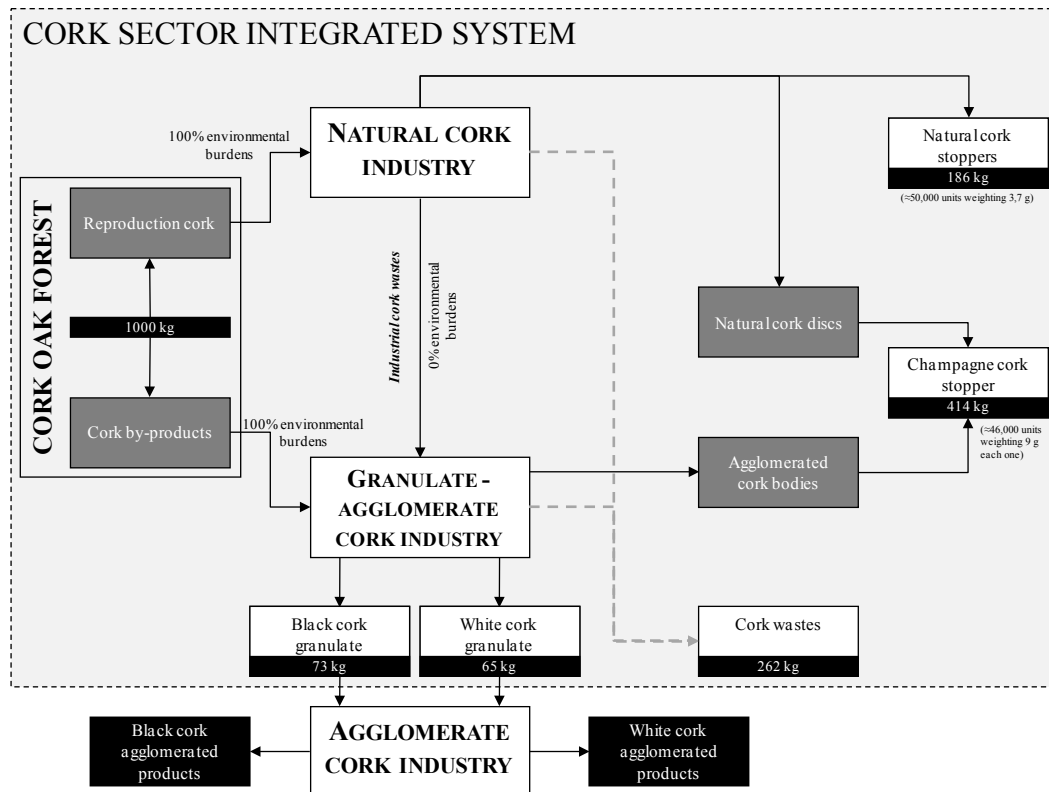 CORK SECTOR INTEGRATED SYSTEM
100% environmental
burdens
NATURAL CORK
INDUSTRY
Natural cork
stoppers
186 kg
(≈50,000 units weighting 3,7 g)
CORK OAK FOREST
Reproduction cork
1000 kg
Cork by-products
Industrial cork wastes
0% environmental
burdens
Natural cork discs
Champagne cork
stopper
414 kg
(≈46,000 units
weighting 9 g
each one)
100% environmental
burdens
GRANULATE -
AGGLOMERATE
CORK INDUSTRY
Agglomerated
cork bodies
Black cork
granulate
73 kg
White cork
granulate
65 kg
Cork wastes
262 kg
Black cork
agglomerated
products
AGGLOMERATE
CORK INDUSTRY
White cork
agglomerated
products